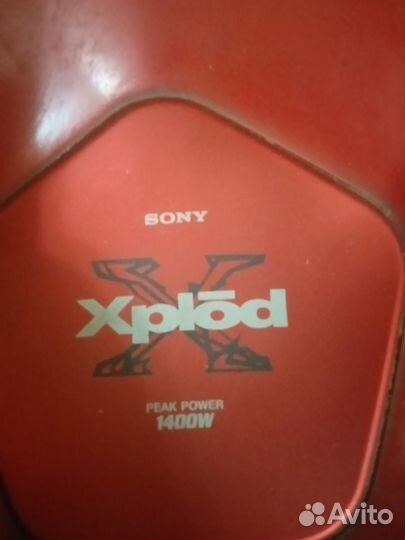 SONY
Xplōd
PEAK POWER
1400W
Avito